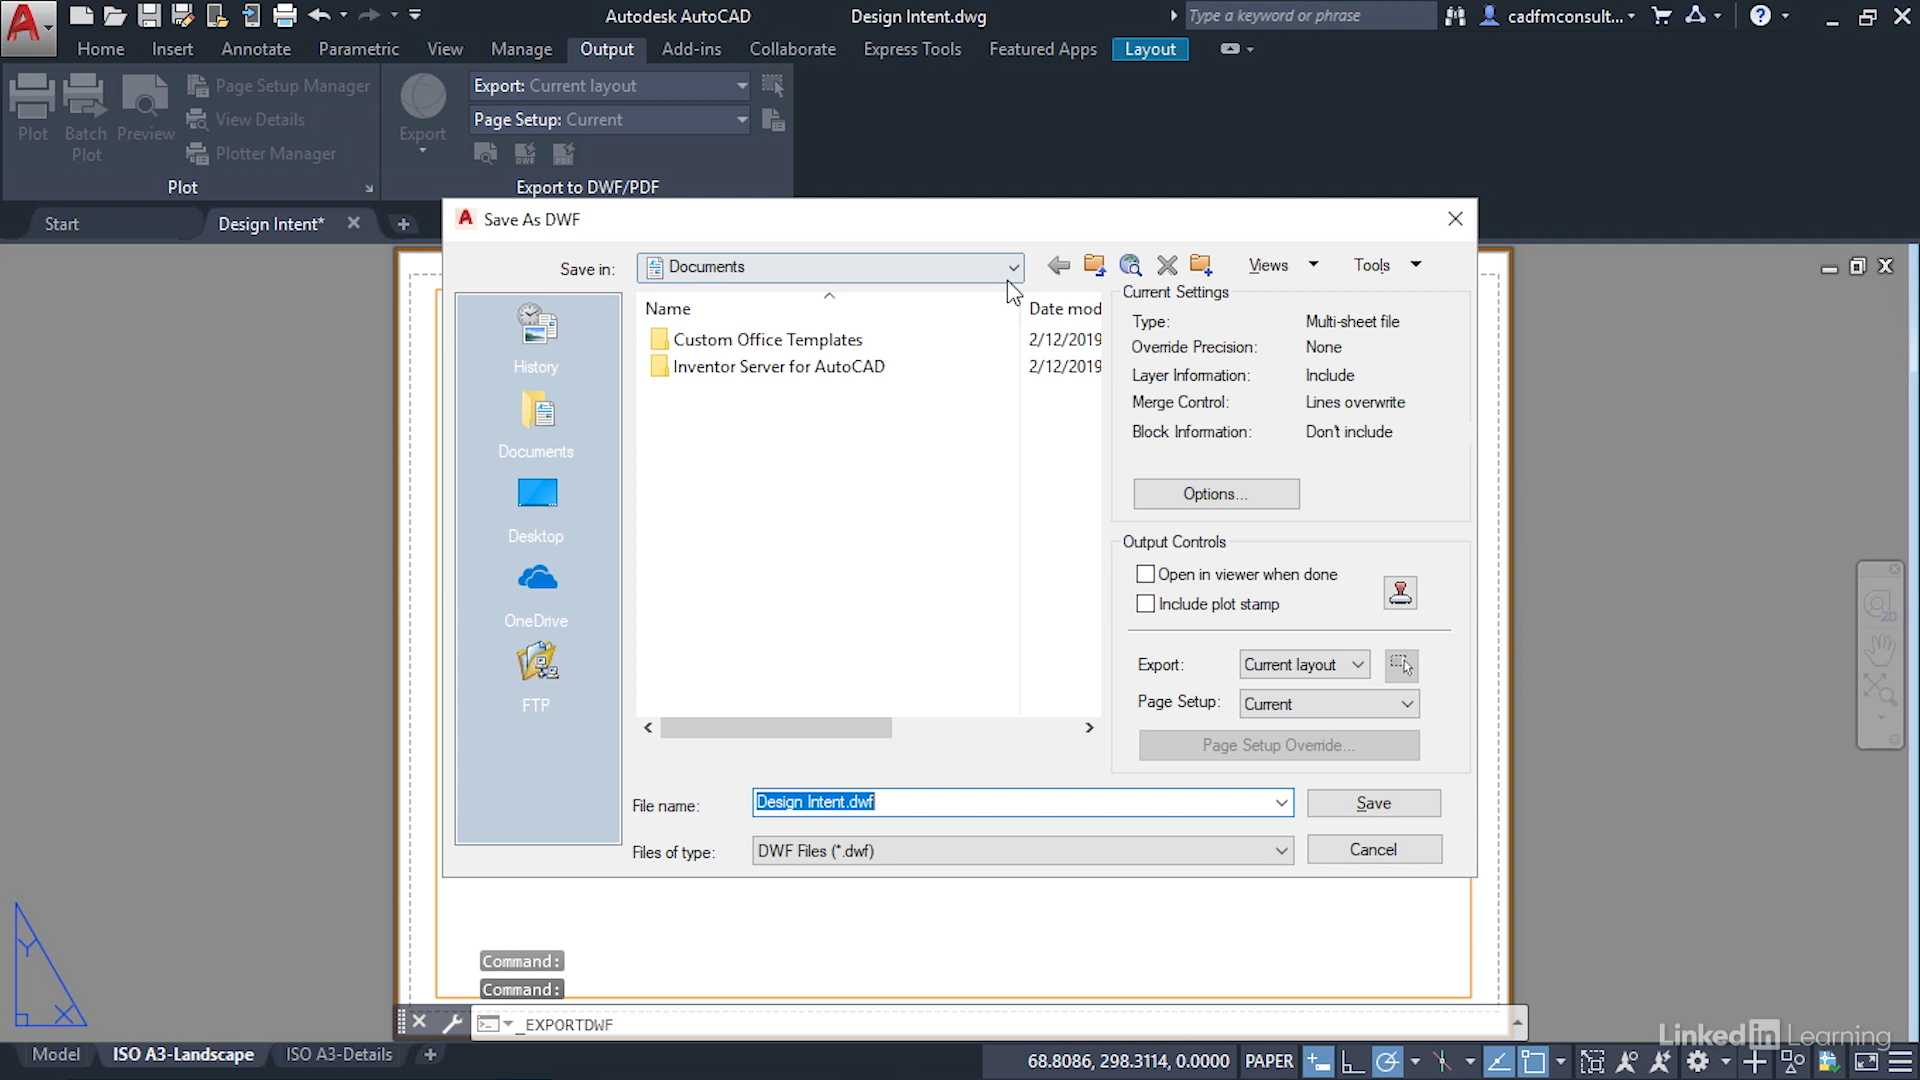 Autodesk AutoCAD Design Intent.dwg
Type a keyword or phrase
cadfmconsult...
Home Insert Annotate Parametric View Manage Output Add-ins Collaborate Express Tools Featured Apps Layout
Plot
Batch
Plot
Preview
Page Setup Manager
View Details
Plotter Manager
Export
Export: Current layout
Page Setup: Current
DWF PDF
Plot
Export to DWF/PDF
Start
Design Intent*
Save As DWF
Save in:
Documents
Views
Tools
History
Documents
Desktop
OneDrive
FTP
Name Date mod
Custom Office Templates 2/12/2019
Inventor Server for AutoCAD 2/12/2019
Current Settings
Type: Multi-sheet file
Override Precision: None
Layer Information: Include
Merge Control: Lines overwrite
Block Information: Don't include
Options...
Output Controls
Open in viewer when done
Include plot stamp
Export: Current layout
Page Setup: Current
Page Setup Override...
File name: Design Intent.dwf
Save
Files of type: DWF Files (*.dwf)
Cancel
2D
Y
X
Command:
Command:
_EXPORTDWF
LinkedIn Learning
Model ISO A3-Landscape ISO A3-Details
68.8086, 298.3114, 0.0000 PAPER